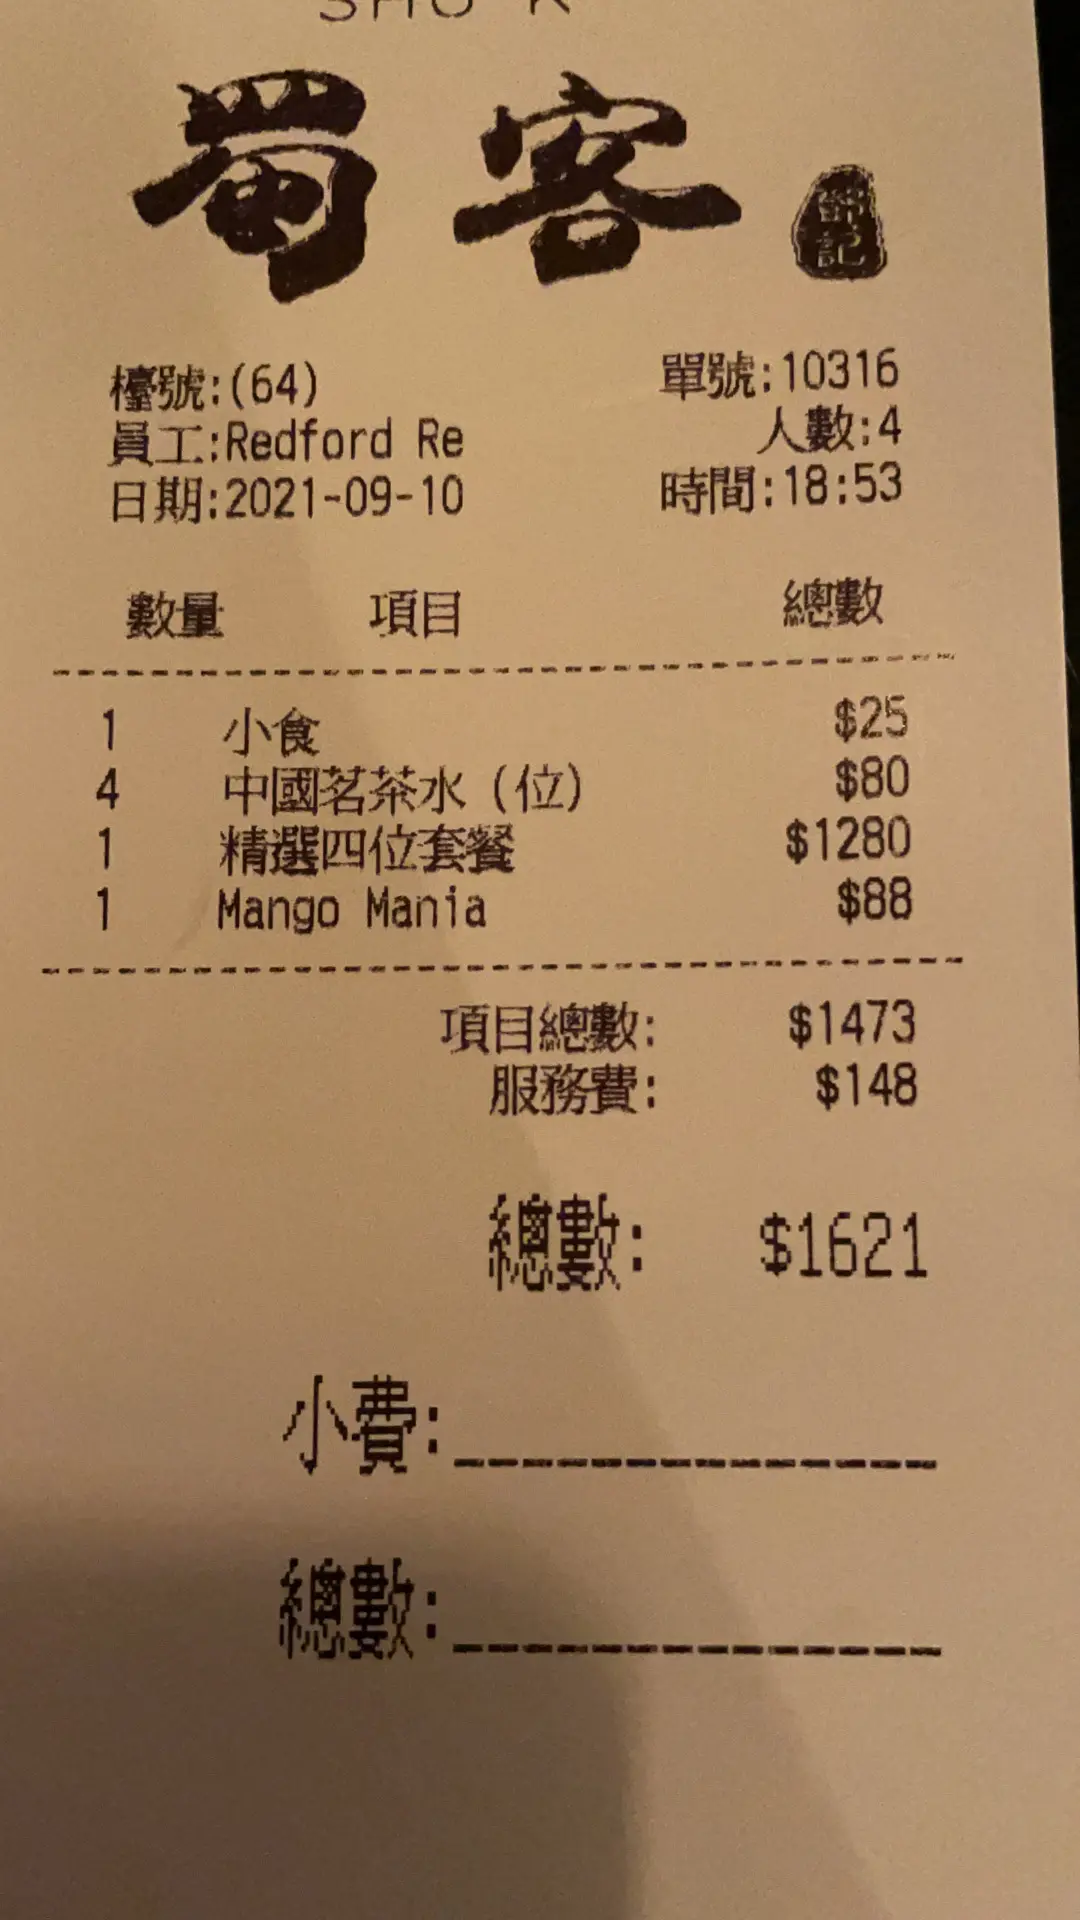 蜀客
檯號:(64) 單號:10316
員工:Redford Re 人數:4
日期:2021-09-10 時間:18:53
數量 項目 總數
1 小食 $25
4 中國茗茶水(位) $80
1 精選四位套餐 $1280
1 Mango Mania $88
項目總數: $1473
服務費: $148
總數: $1621
小費:
總數: